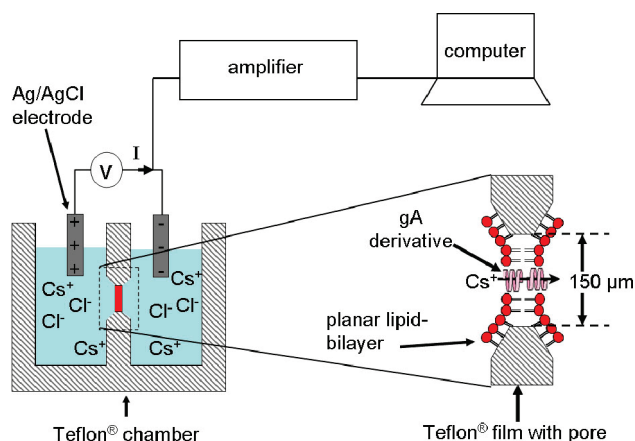 computer
amplifier
Ag/AgCl
electrode
V
I
+
+
+
-
-
-
gA
derivative
Cs⁺
150 µm
Cs⁺
Cs⁺
Cl⁻
Cl⁻
Cl⁻
Cl⁻
Cs⁺
Cs⁺
planar lipid-
bilayer
Teflon® chamber
Teflon® film with pore